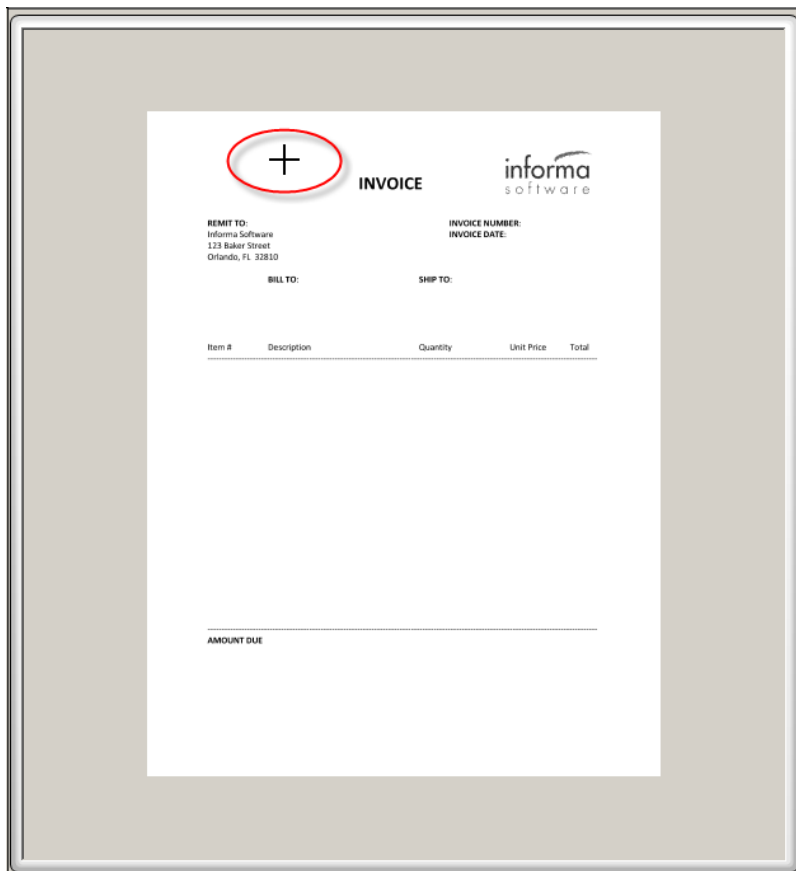 INVOICE
informa
software
REMIT TO:
Informa Software
123 Baker Street
Orlando, FL 32810
INVOICE NUMBER:
INVOICE DATE:
BILL TO: SHIP TO:
Item # Description Quantity Unit Price Total
AMOUNT DUE